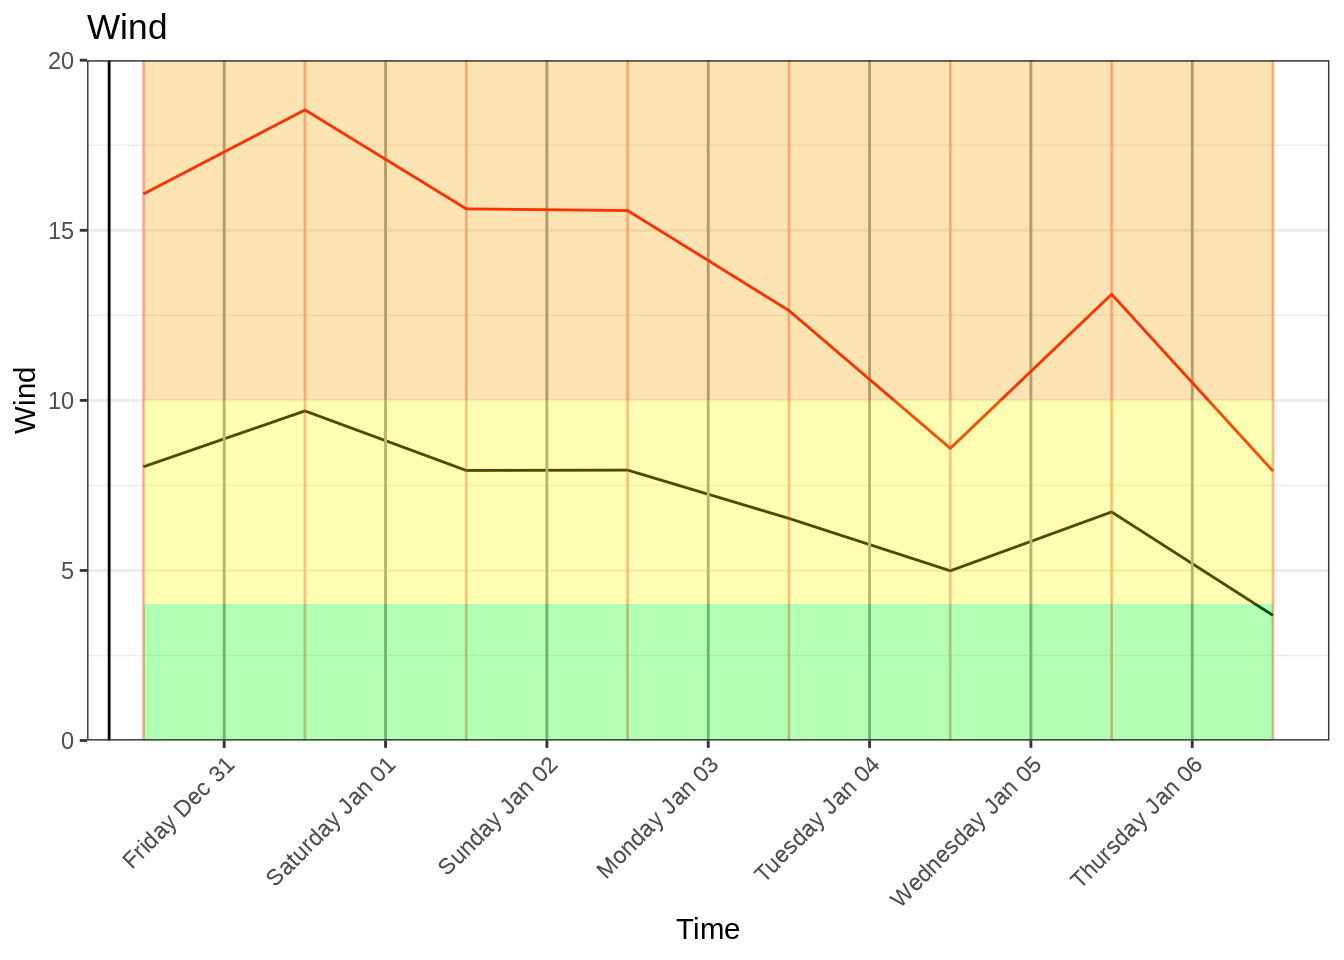 Wind
20
15
10
5
0
Wind
Friday Dec 31
Saturday Jan 01
Sunday Jan 02
Monday Jan 03
Tuesday Jan 04
Wednesday Jan 05
Thursday Jan 06
Time